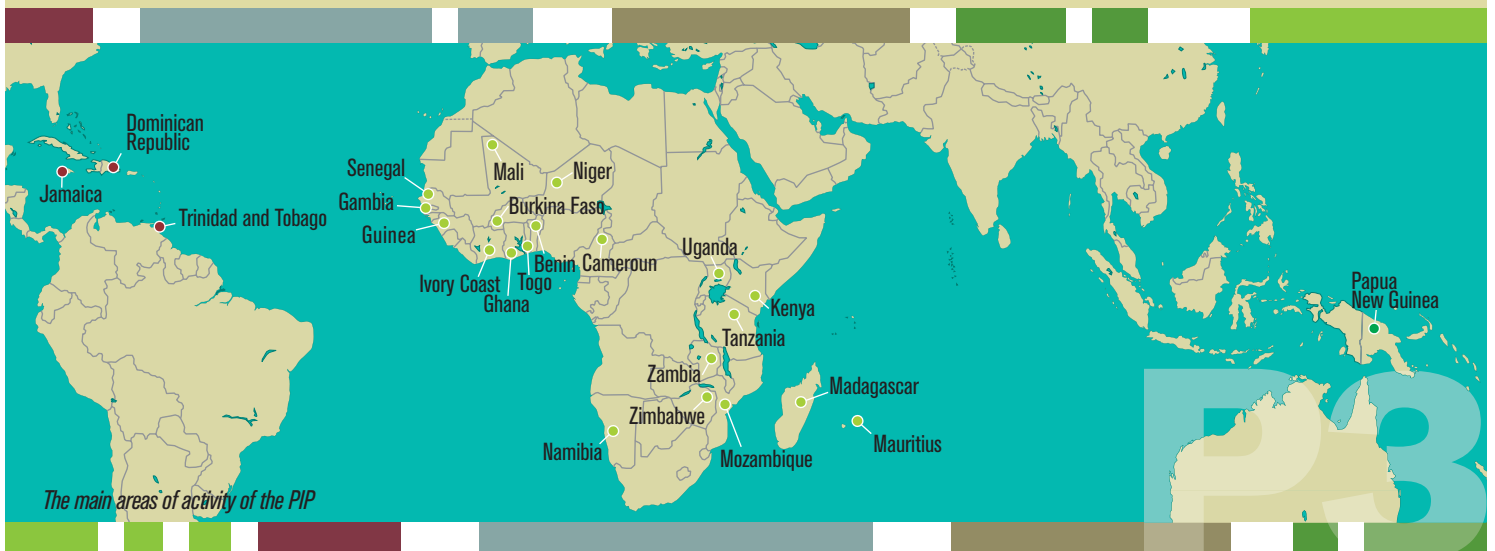 Dominican
Republic
Jamaica
Trinidad and Tobago
Senegal
Gambia
Guinea
Mali
Niger
Burkina Faso
Ivory Coast
Ghana
Togo
Benin
Cameroun
Uganda
Kenya
Tanzania
Zambia
Zimbabwe
Namibia
Mozambique
Madagascar
Mauritius
Papua
New Guinea
The main areas of activity of the PIP
P3